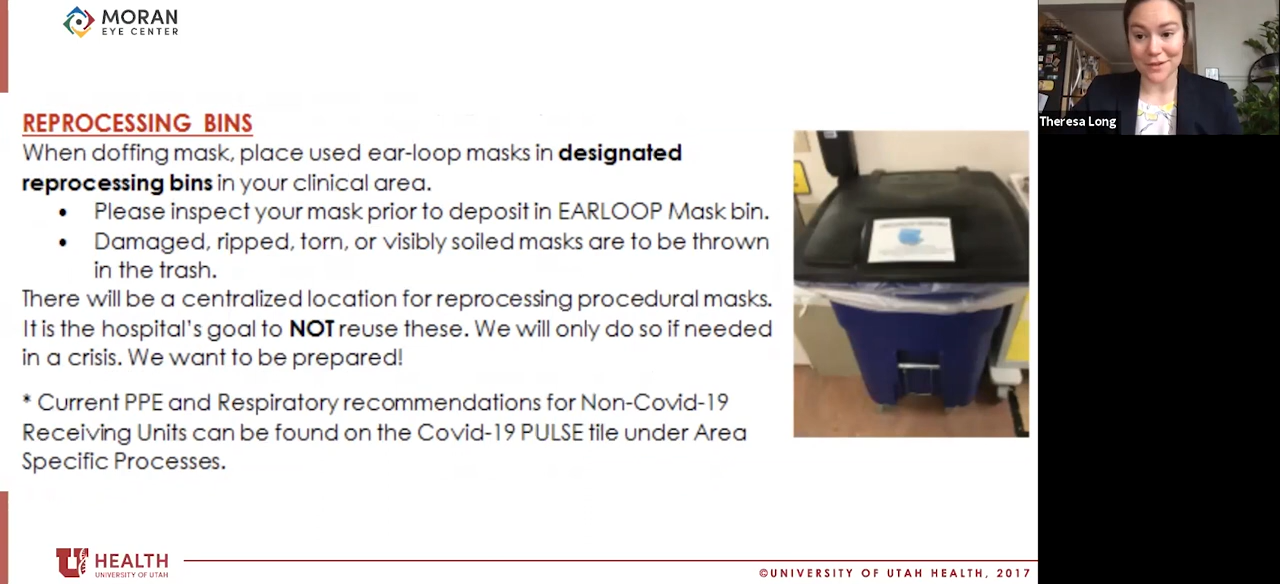 MORAN
EYE CENTER
Theresa Long
REPROCESSING BINS
When doffing mask, place used ear-loop masks in designated
reprocessing bins in your clinical area.
• Please inspect your mask prior to deposit in EARLOOP Mask bin.
• Damaged, ripped, torn, or visibly soiled masks are to be thrown
in the trash.
There will be a centralized location for reprocessing procedural masks.
It is the hospital's goal to NOT reuse these. We will only do so if needed
in a crisis. We want to be prepared!
* Current PPE and Respiratory recommendations for Non-Covid-19
Receiving Units can be found on the Covid-19 PULSE tile under Area
Specific Processes.
U HEALTH
UNIVERSITY OF UTAH
©UNIVERSITY OF UTAH HEALTH, 2017